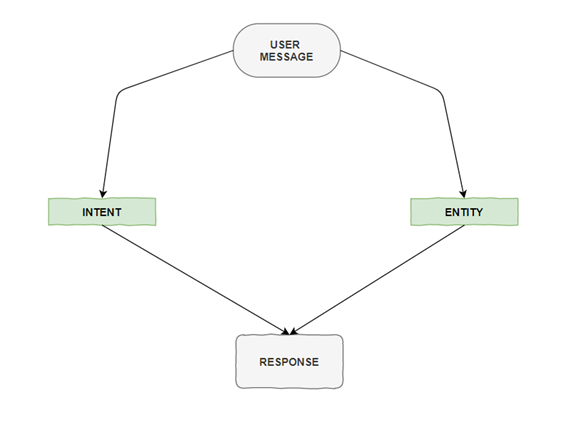 USER
MESSAGE
INTENT
ENTITY
RESPONSE